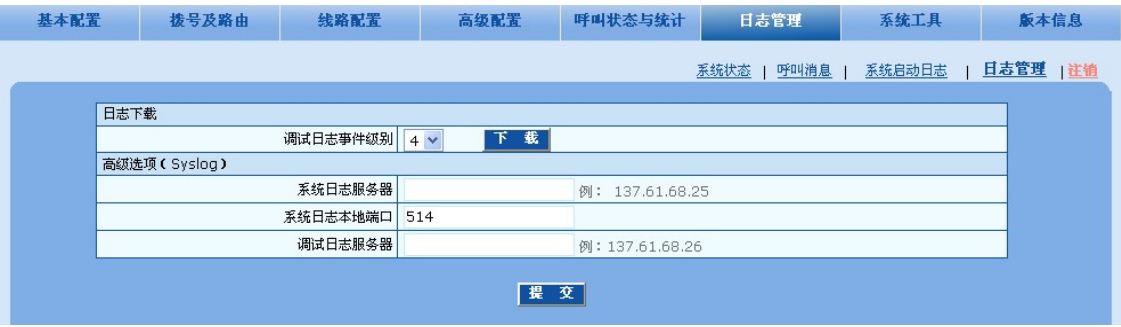 基本配置 拨号及路由 线路配置 高级配置 呼叫状态与统计 日志管理 系统工具 版本信息
系统状态 | 呼叫消息 | 系统启动日志 | 日志管理 | 注销
日志下载
调试日志事件级别 4 下 载
高级选项(Syslog)
系统日志服务器 例: 137.61.68.25
系统日志本地端口 514
调试日志服务器 例:137.61.68.26
提 交